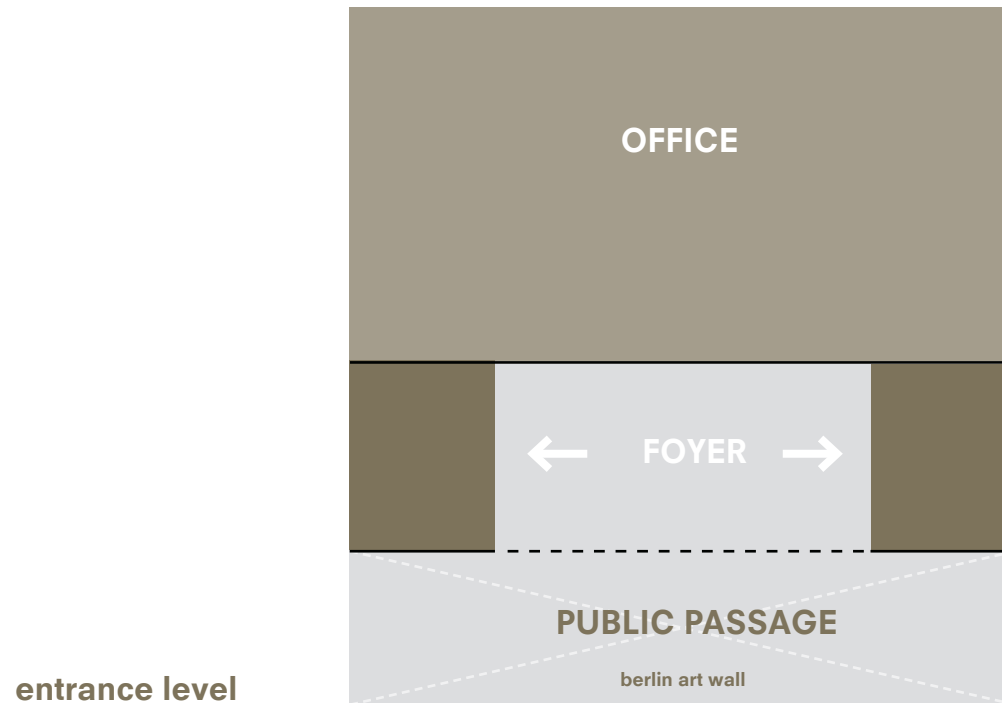 OFFICE
FOYER
PUBLIC PASSAGE
berlin art wall
entrance level